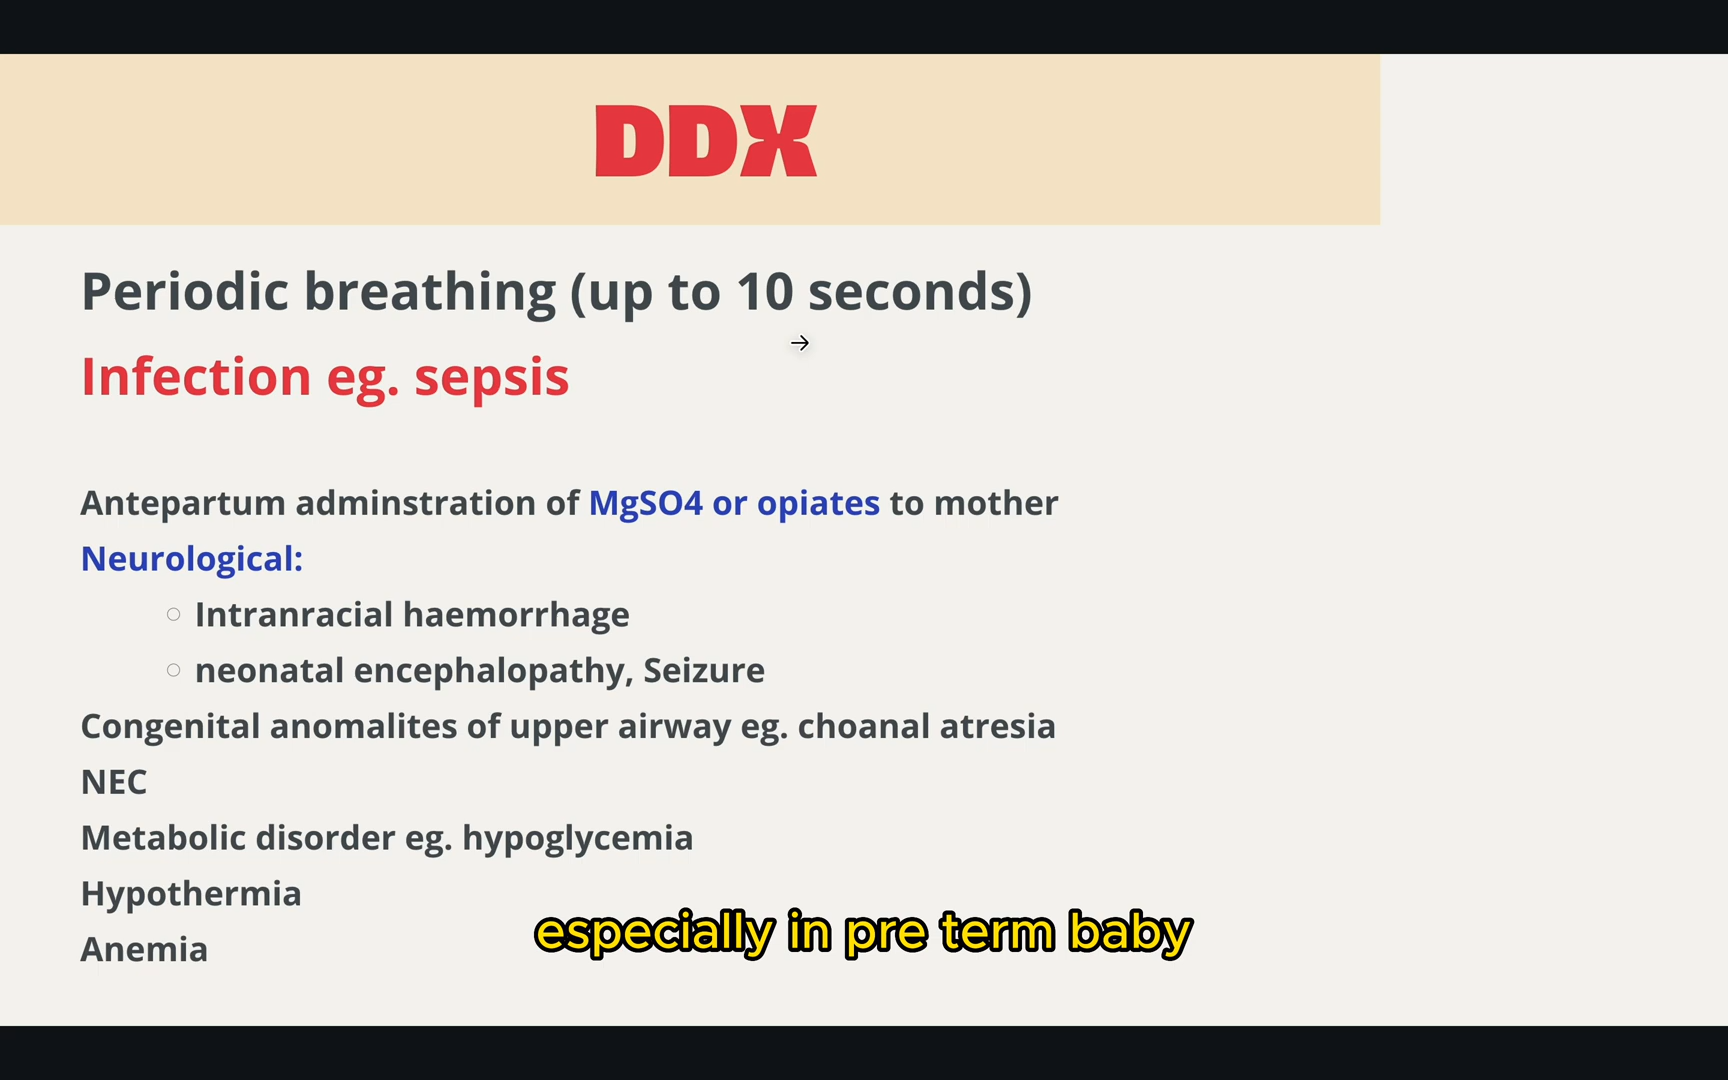 DDX
Periodic breathing (up to 10 seconds)
Infection eg. sepsis
Antepartum adminstration of MgSO4 or opiates to mother
Neurological:
Intranracial haemorrhage
neonatal encephalopathy, Seizure
Congenital anomalites of upper airway eg. choanal atresia
NEC
Metabolic disorder eg. hypoglycemia
Hypothermia
Anemia
especially in pre term baby